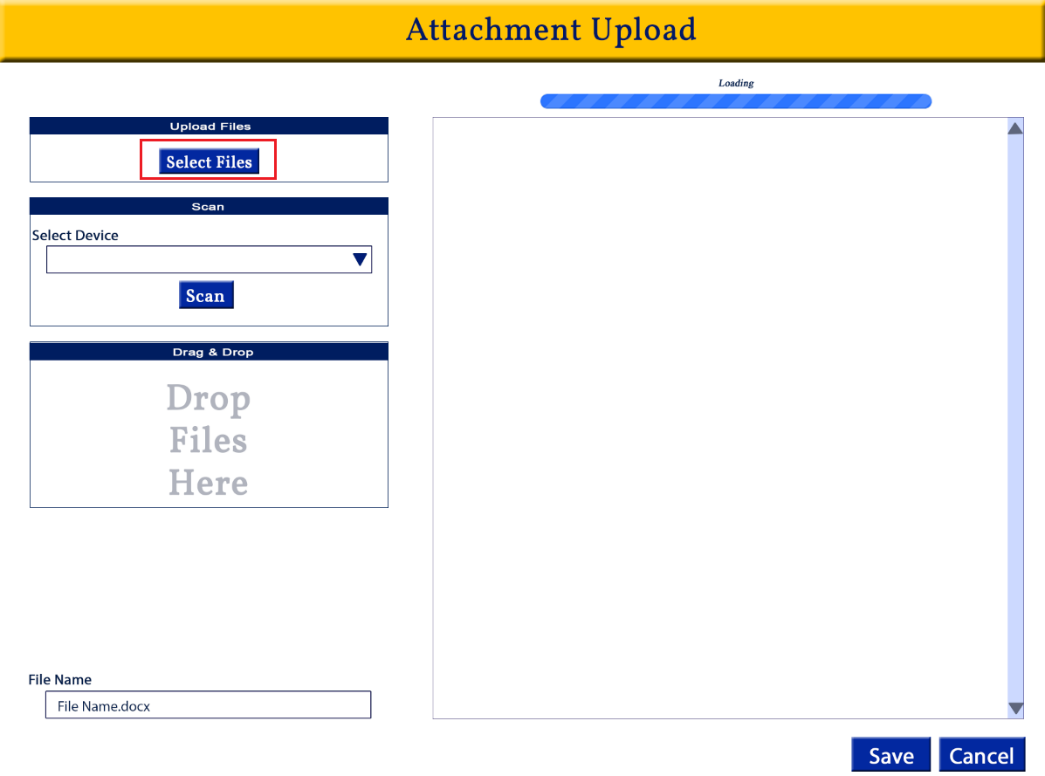 Attachment Upload
Loading
Upload Files
Select Files
Scan
Select Device
Scan
Drag & Drop
Drop
Files
Here
File Name
File Name.docx
Save Cancel